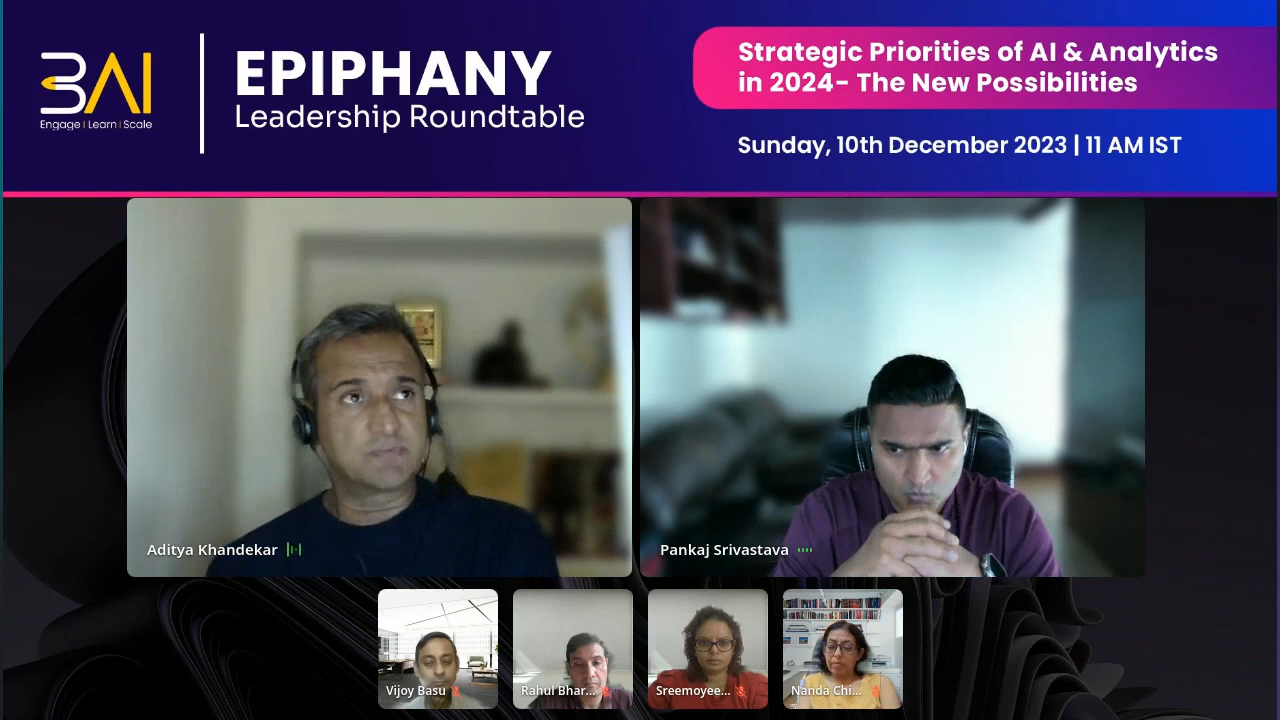 3AI
Engage | Learn | Scale
EPIPHANY
Leadership Roundtable
Strategic Priorities of AI & Analytics
in 2024- The New Possibilities
Sunday, 10th December 2023 | 11 AM IST
Aditya Khandekar
Pankaj Srivastava
Vijoy Basu
Rahul Bhar...
Sreemoyee...
Nanda Chi...